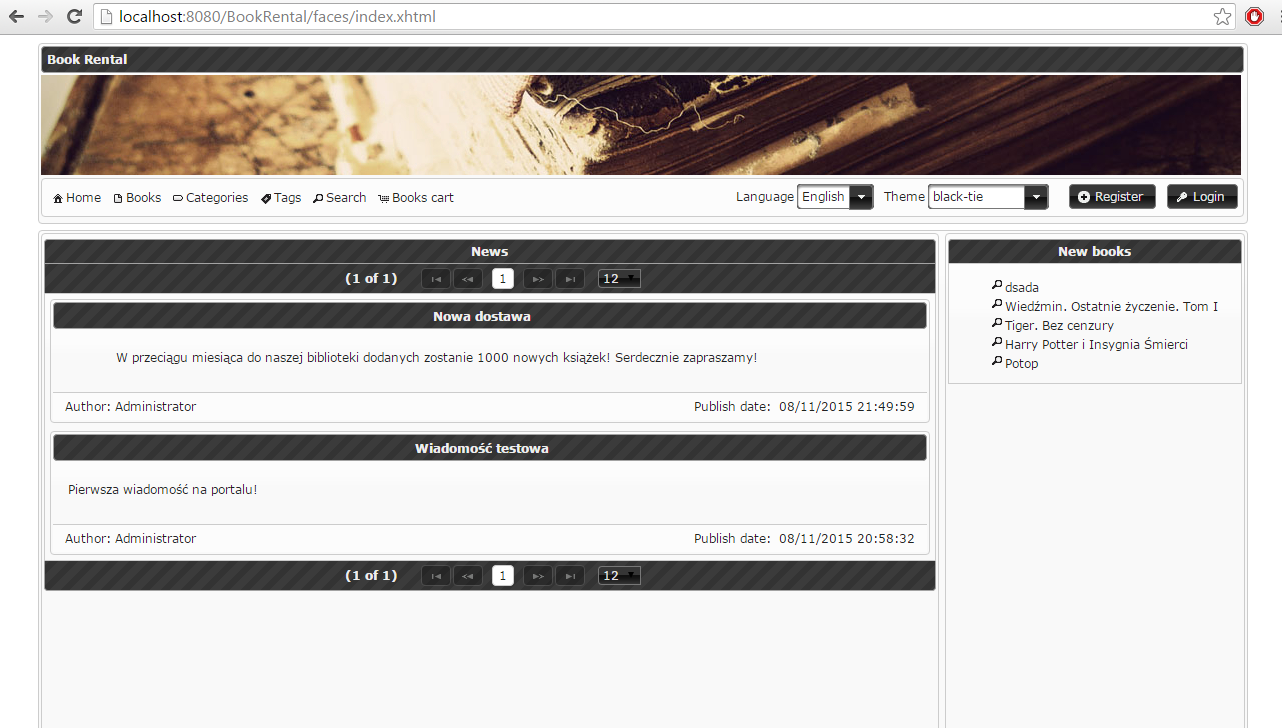 localhost:8080/BookRental/faces/index.xhtml
Book Rental
Home Books Categories Tags Search Books cart Language English Theme black-tie Register Login
News
(1 of 1) 1 12
Nowa dostawa
W przeciągu miesiąca do naszej biblioteki dodanych zostanie 1000 nowych książek! Serdecznie zapraszamy!
Author: Administrator Publish date: 08/11/2015 21:49:59
Wiadomość testowa
Pierwsza wiadomość na portalu!
Author: Administrator Publish date: 08/11/2015 20:58:32
(1 of 1) 1 12
New books
dsada
Wiedźmin. Ostatnie życzenie. Tom I
Tiger. Bez cenzury
Harry Potter i Insygnia Śmierci
Potop